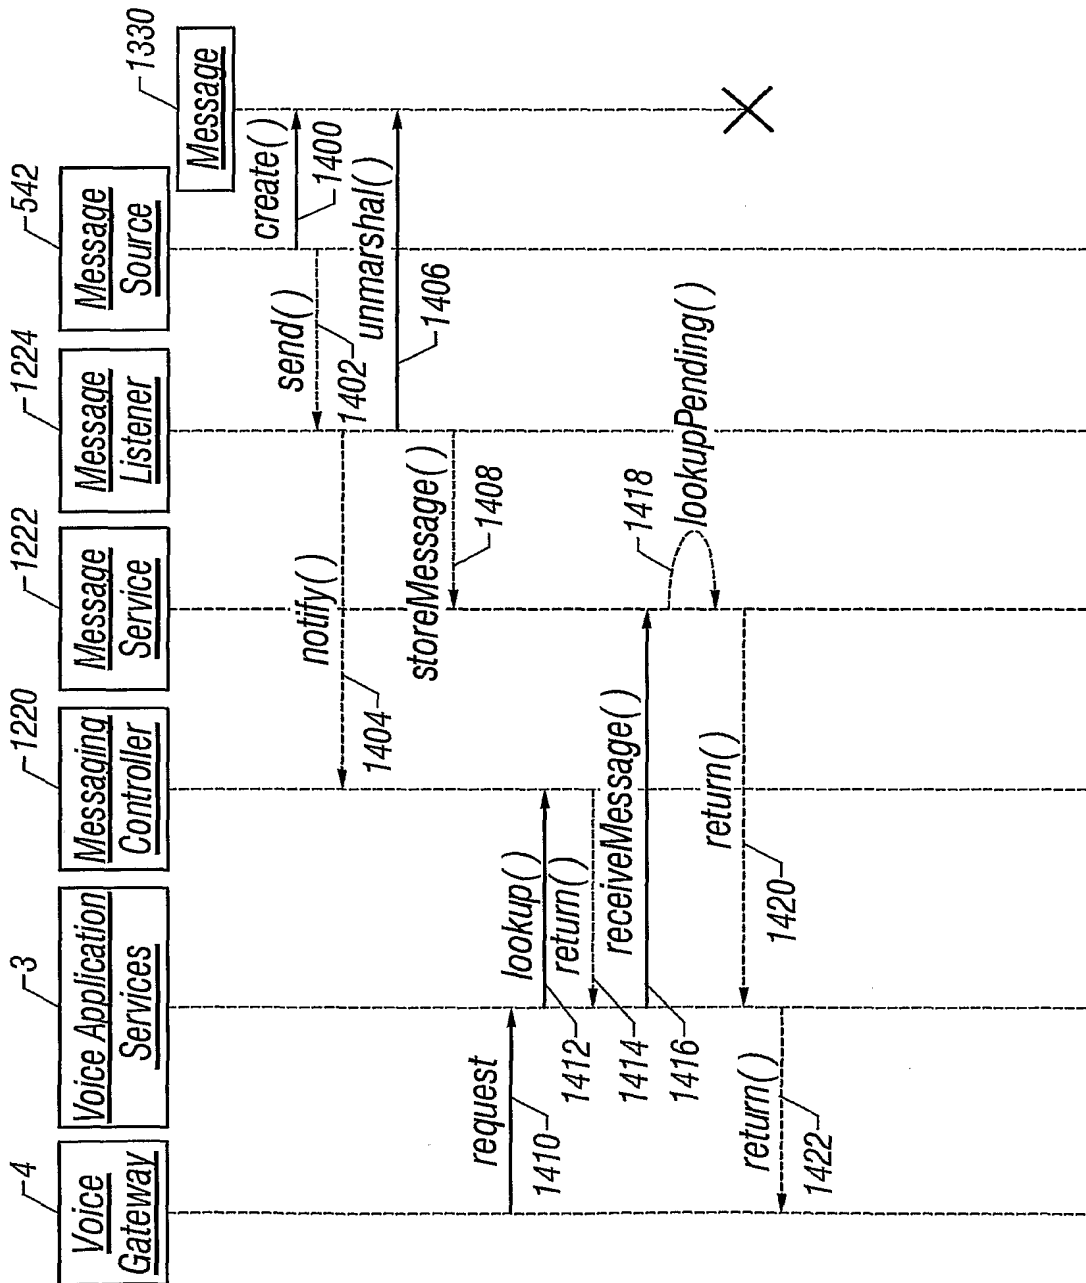 4
Voice
Gateway
3
Voice Application
Services
1220
Messaging
Controller
1222
Message
Service
1224
Message
Listener
542
Message
Source
1330
Message
create()
1400
send()
1402
notify()
1404
unmarshal()
1406
storeMessage()
1408
request
1410
lookup()
1412
return()
1414
receiveMessage()
1416
1418
lookupPending()
return()
1420
return()
1422